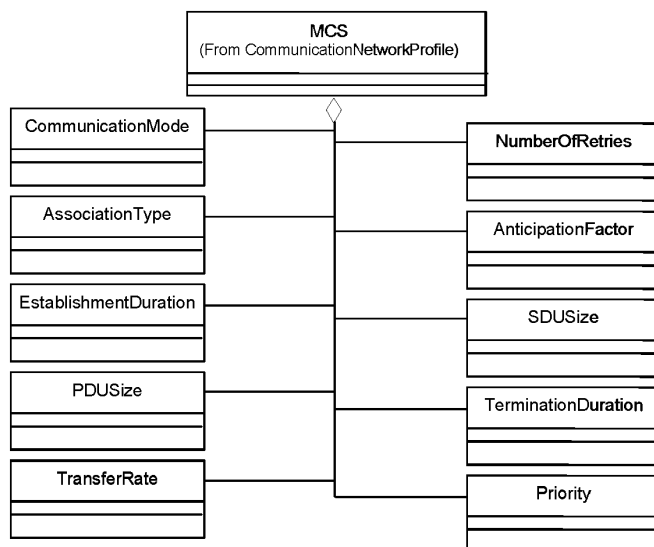 MCS
(From CommunicationNetworkProfile)
CommunicationMode
NumberOfRetries
AssociationType
AnticipationFactor
EstablishmentDuration
SDUSize
PDUSize
TerminationDuration
TransferRate
Priority